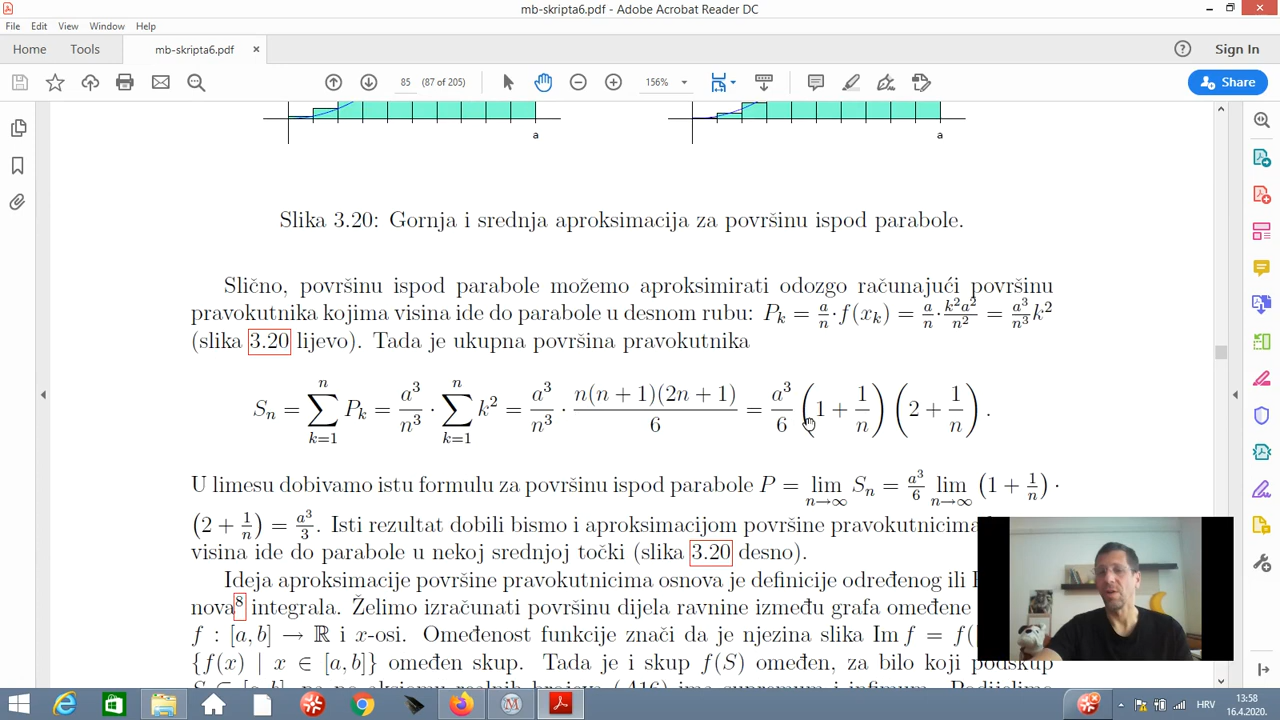 mb-skripta6.pdf - Adobe Acrobat Reader DC
File Edit View Window Help
Home Tools mb-skripta6.pdf × Sign In
85 (87 of 205) 156% Share
a a
Slika 3.20: Gornja i srednja aproksimacija za površinu ispod parabole.
Slično, površinu ispod parabole možemo aproksimirati odozgo računajući površinu
pravokutnika kojima visina ide do parabole u desnom rubu: P_k = a/n · f(x_k) = a/n · k²a²/n² = a³/n³ k²
(slika 3.20 lijevo). Tada je ukupna površina pravokutnika
S_n = ∑_{k=1}^{n} P_k = a³/n³ · ∑_{k=1}^{n} k² = a³/n³ · n(n + 1)(2n + 1)/6 = a³/6 (1 + 1/n) (2 + 1/n).
U limesu dobivamo istu formulu za površinu ispod parabole P = lim_{n→∞} S_n = a³/6 lim_{n→∞} (1 + 1/n) ·
(2 + 1/n) = a³/3. Isti rezultat dobili bismo i aproksimacijom površine pravokutnicima
visina ide do parabole u nekoj srednjoj točki (slika 3.20 desno).
Ideja aproksimacije površine pravokutnicima osnova je definicije određenog ili
nova⁸ integrala. Želimo izračunati površinu dijela ravnine između grafa omeđene
f : [a, b] → ℝ i x-osi. Omeđenost funkcije znači da je njezina slika Im f = f(
{f(x) | x ∈ [a, b]} omeđen skup. Tada je i skup f(S) omeđen, za bilo koji podskup
HRV 13:58
16.4.2020.